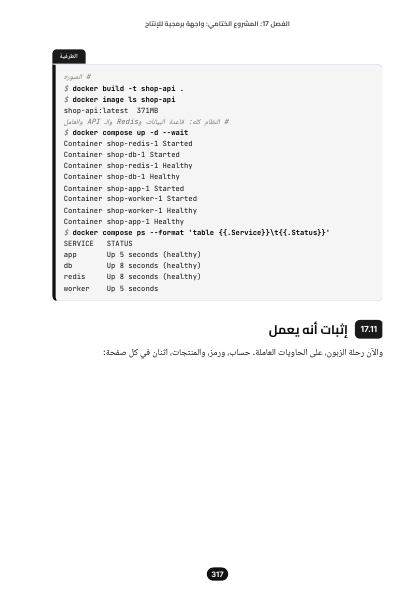 الفصل 17: المشروع الختامي: واجهة برمجية للإنتاج
الطرفية
# الصورة
$ docker build -t shop-api .
$ docker image ls shop-api
shop-api:latest  371MB
# النظام كله: قاعدة البيانات وRedis والـ API والعامل
$ docker compose up -d --wait
Container shop-redis-1 Started
Container shop-db-1 Started
Container shop-redis-1 Healthy
Container shop-db-1 Healthy
Container shop-app-1 Started
Container shop-worker-1 Started
Container shop-worker-1 Healthy
Container shop-app-1 Healthy
$ docker compose ps --format 'table {{.Service}}\t{{.Status}}'
SERVICE   STATUS
app       Up 5 seconds (healthy)
db        Up 8 seconds (healthy)
redis     Up 8 seconds (healthy)
worker    Up 5 seconds
17.11 إثبات أنه يعمل
والآن رحلة الزبون، على الحاويات العاملة. حساب، ورمز، والمنتجات، اثنان في كل صفحة:
317